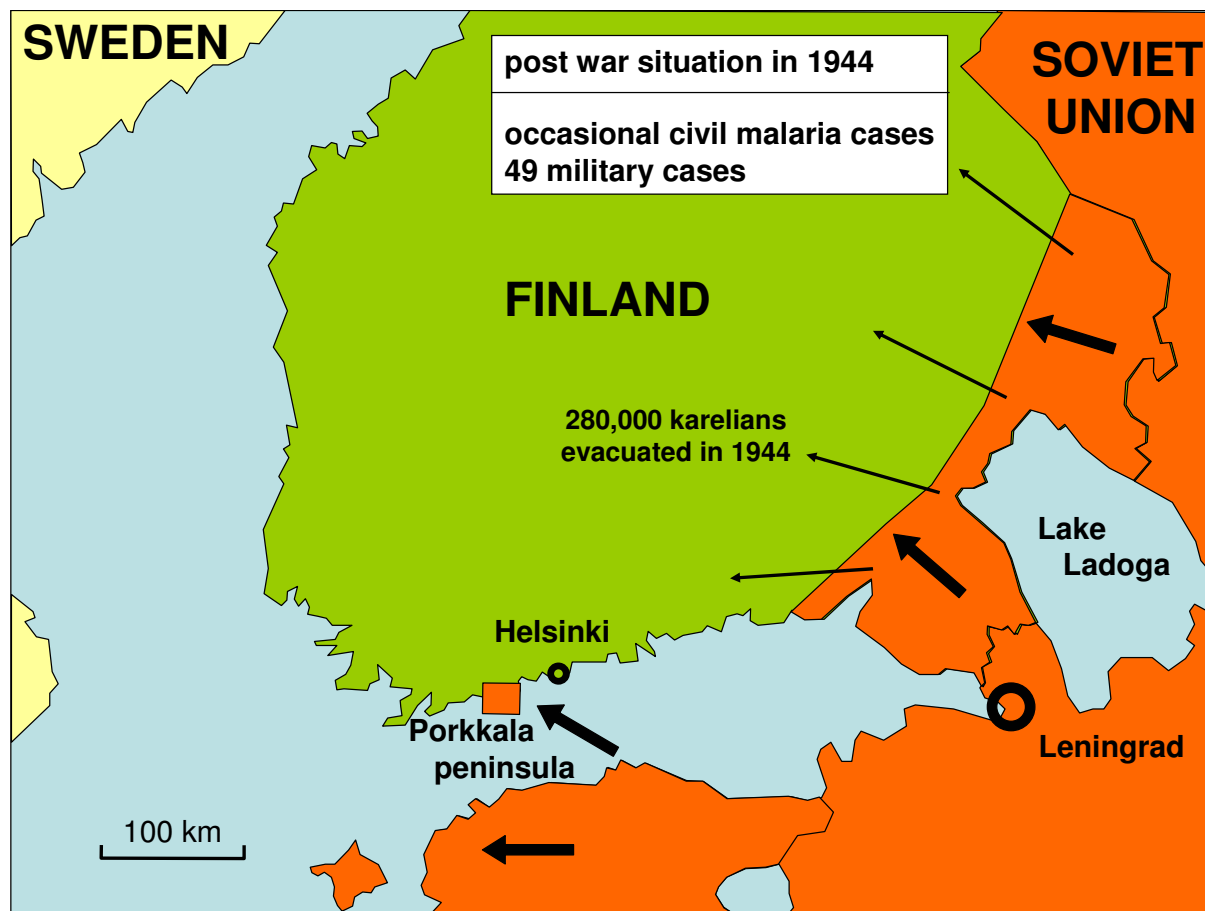 SWEDEN
post war situation in 1944
SOVIET
UNION
occasional civil malaria cases
49 military cases
FINLAND
280,000 karelians
evacuated in 1944
Lake
Ladoga
Helsinki
Porkkala
peninsula
Leningrad
100 km